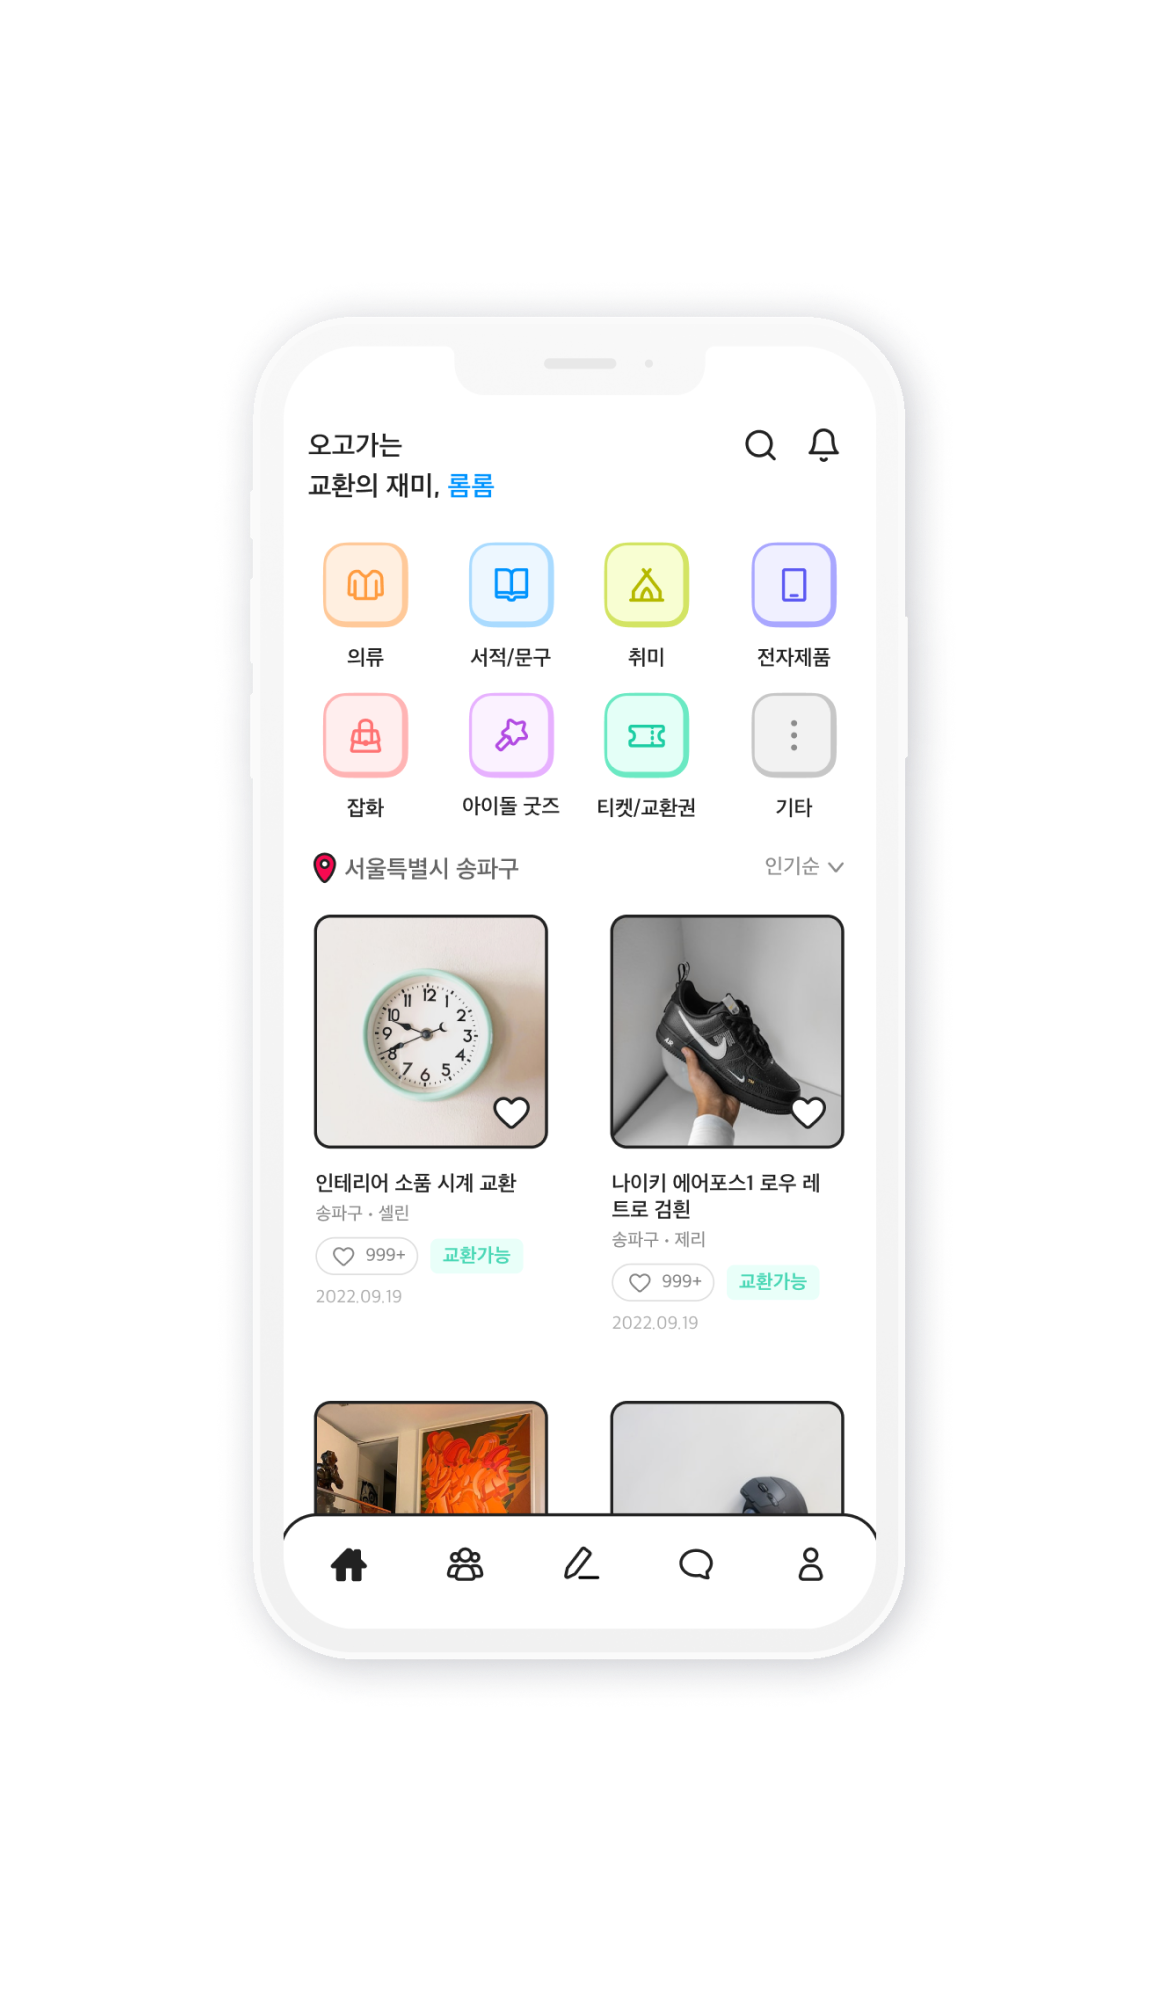 오고가는
교환의 재미, 롬롬
의류
서적/문구
취미
전자제품
잡화
아이돌 굿즈
티켓/교환권
기타
서울특별시 송파구
인기순
12
1
2
3
4
5
6
7
8
9
10
11
AIR
인테리어 소품 시계 교환
송파구 • 셀린
999+
교환가능
2022.09.19
나이키 에어포스1 로우 레
트로 검흰
송파구 • 제리
999+
교환가능
2022.09.19